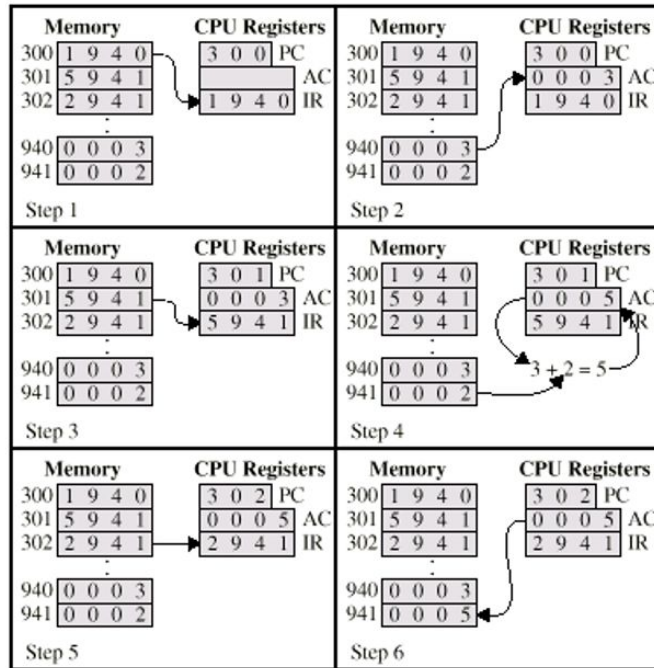 Memory CPU Registers
300 1 9 4 0 3 0 0 PC
301 5 9 4 1 AC
302 2 9 4 1 1 9 4 0 IR
940 0 0 0 3
941 0 0 0 2
Step 1
Memory CPU Registers
300 1 9 4 0 3 0 0 PC
301 5 9 4 1 0 0 0 3 AC
302 2 9 4 1 1 9 4 0 IR
940 0 0 0 3
941 0 0 0 2
Step 2
Memory CPU Registers
300 1 9 4 0 3 0 1 PC
301 5 9 4 1 0 0 0 3 AC
302 2 9 4 1 5 9 4 1 IR
940 0 0 0 3
941 0 0 0 2
Step 3
Memory CPU Registers
300 1 9 4 0 3 0 1 PC
301 5 9 4 1 0 0 0 5 AC
302 2 9 4 1 5 9 4 1 IR
940 0 0 0 3 3 + 2 = 5
941 0 0 0 2
Step 4
Memory CPU Registers
300 1 9 4 0 3 0 2 PC
301 5 9 4 1 0 0 0 5 AC
302 2 9 4 1 2 9 4 1 IR
940 0 0 0 3
941 0 0 0 2
Step 5
Memory CPU Registers
300 1 9 4 0 3 0 2 PC
301 5 9 4 1 0 0 0 5 AC
302 2 9 4 1 2 9 4 1 IR
940 0 0 0 3
941 0 0 0 5
Step 6